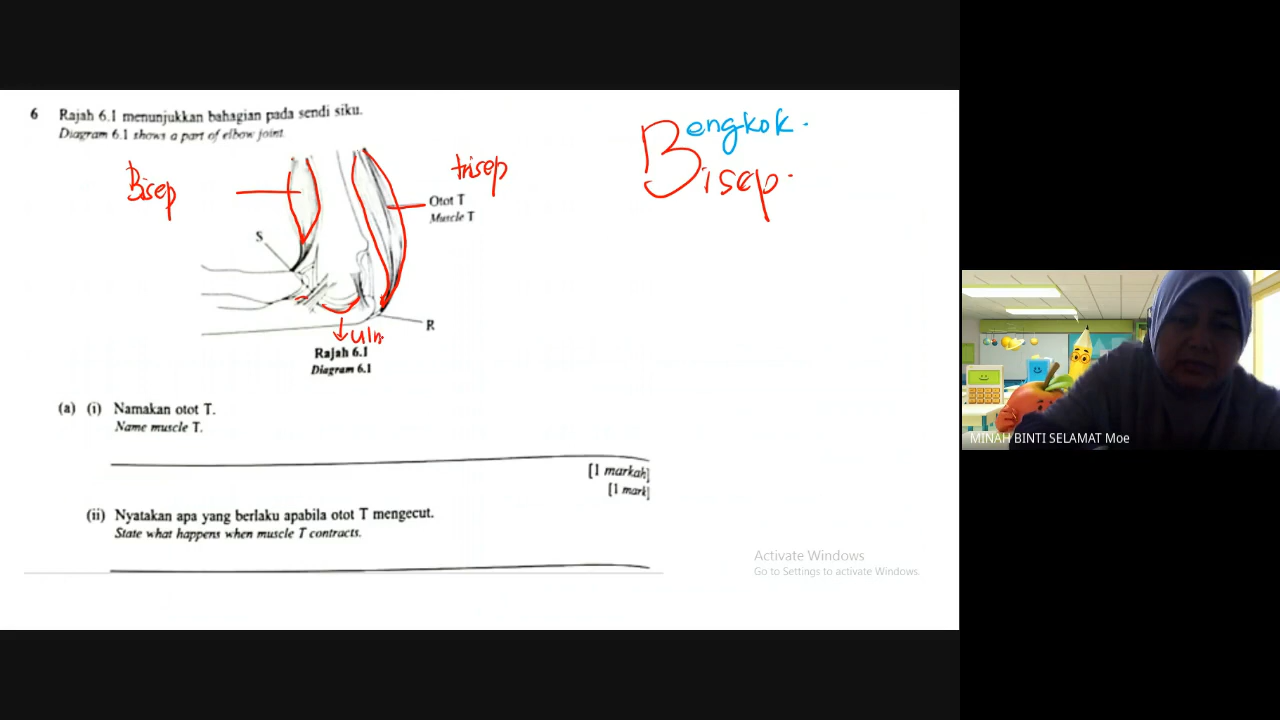 6 Rajah 6.1 menunjukkan bahagian pada sendi siku.
Diagram 6.1 shows a part of elbow joint.
Bisep
trisep
Otot T
Muscle T
S
R
uln
Rajah 6.1
Diagram 6.1
(a) (i) Namakan otot T.
Name muscle T.
[1 markah]
[1 mark]
(ii) Nyatakan apa yang berlaku apabila otot T mengecut.
State what happens when muscle T contracts.
Bengkok.
Bisep.
Activate Windows
Go to Settings to activate Windows.
MINAH BINTI SELAMAT Moe